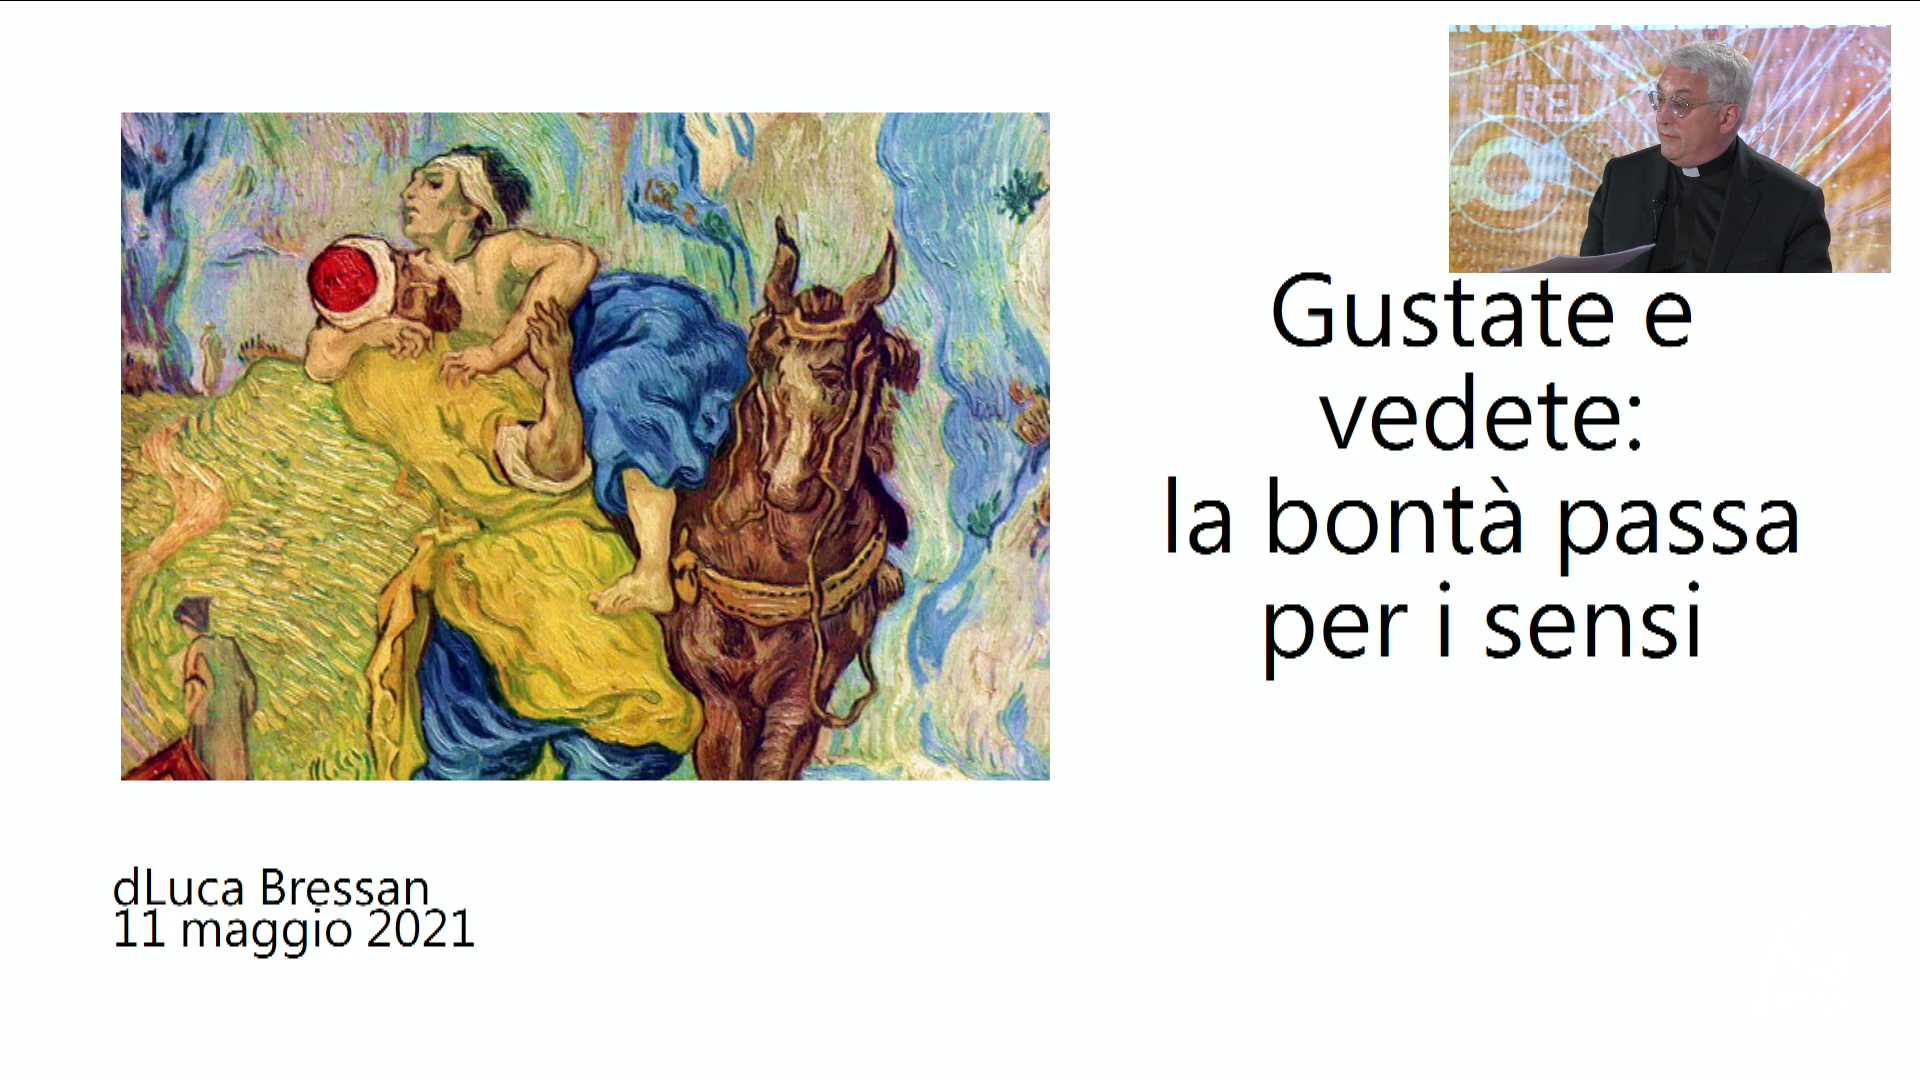 Gustate e
vedete:
la bontà passa
per i sensi
dLuca Bressan
11 maggio 2021